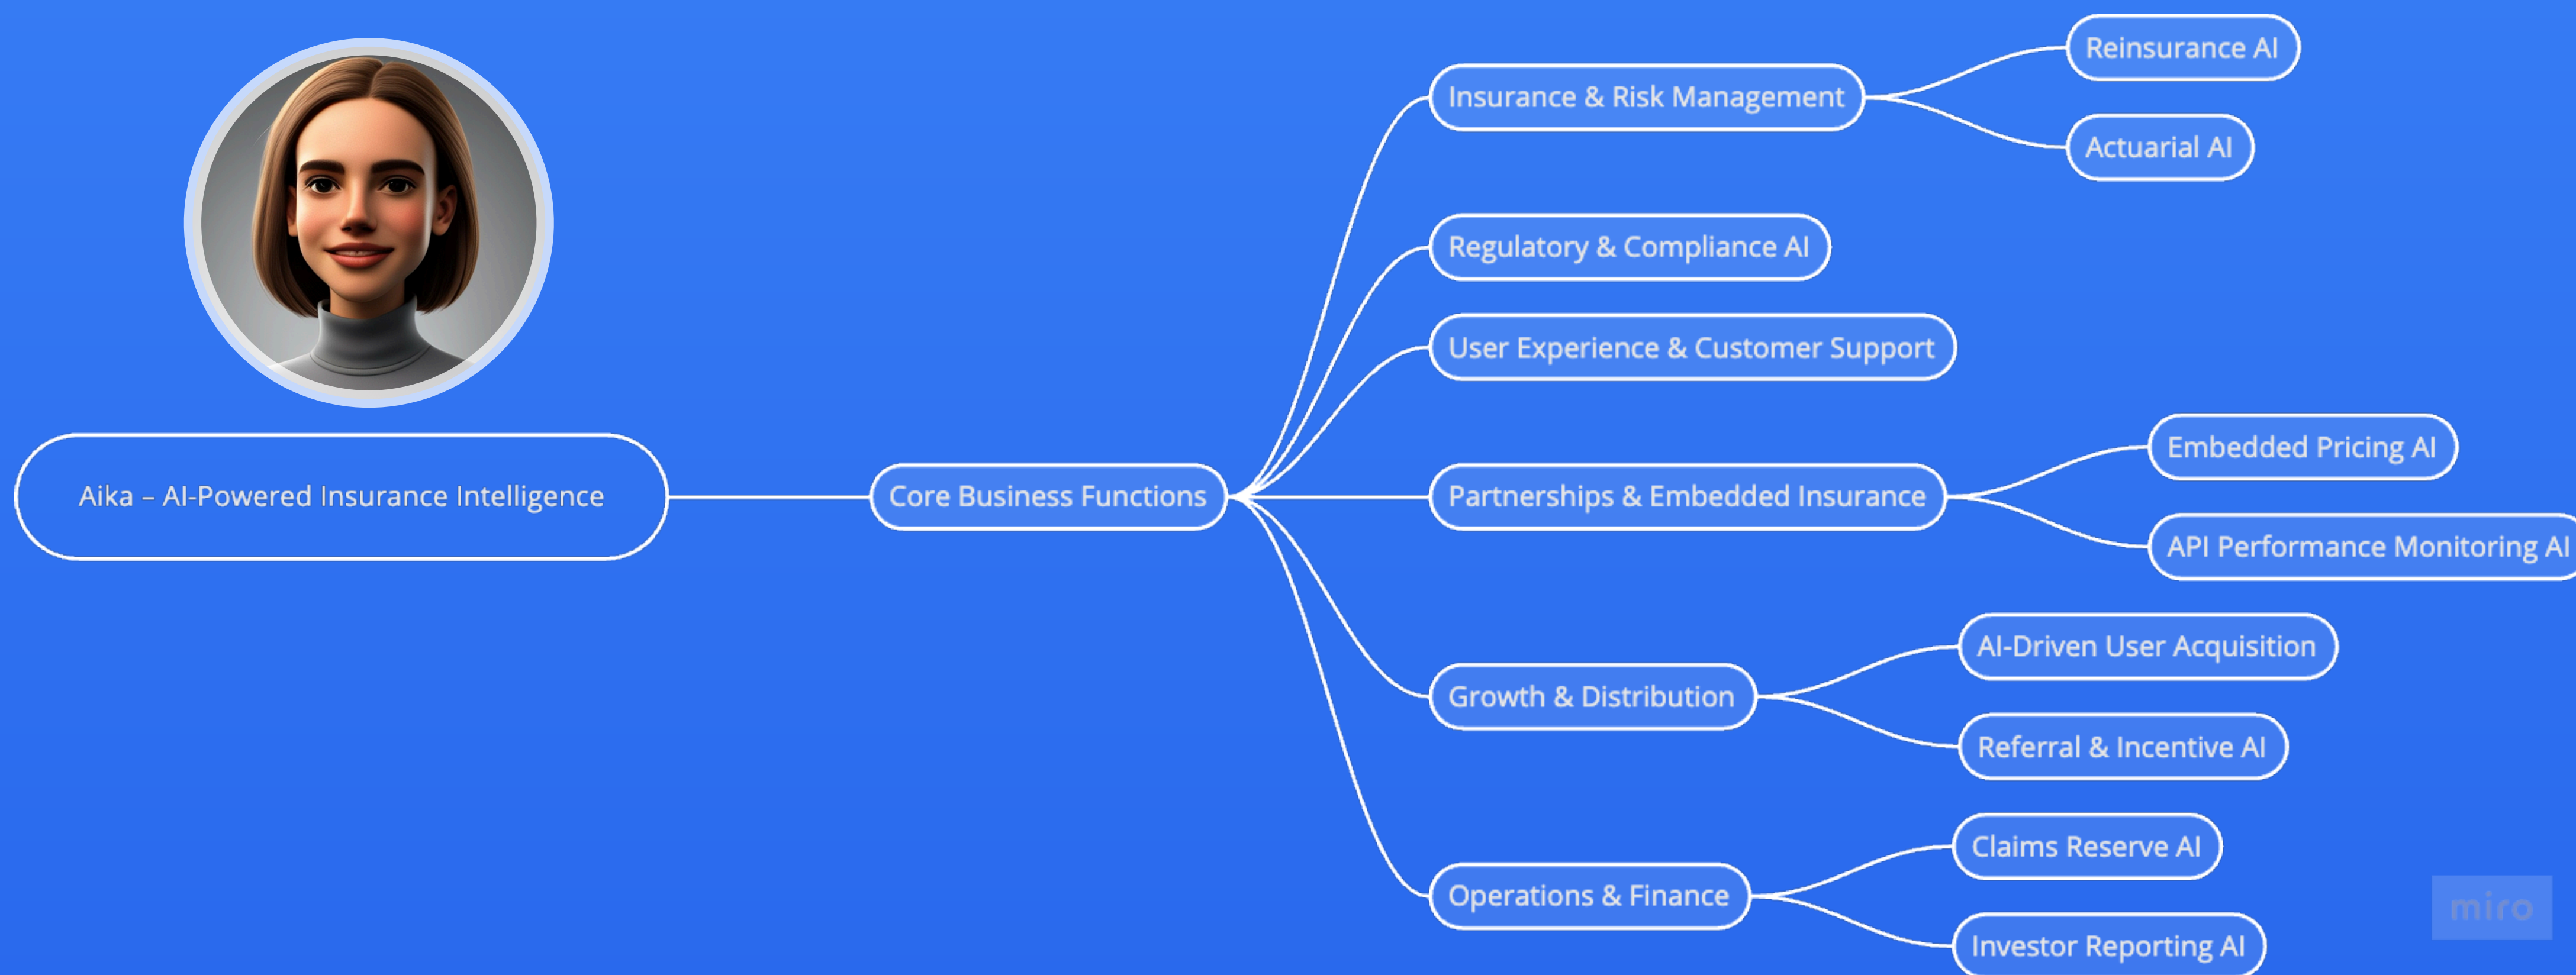 Aika – AI-Powered Insurance Intelligence
Core Business Functions
Insurance & Risk Management
Reinsurance AI
Actuarial AI
Regulatory & Compliance AI
User Experience & Customer Support
Partnerships & Embedded Insurance
Embedded Pricing AI
API Performance Monitoring AI
Growth & Distribution
AI-Driven User Acquisition
Referral & Incentive AI
Operations & Finance
Claims Reserve AI
Investor Reporting AI
miro